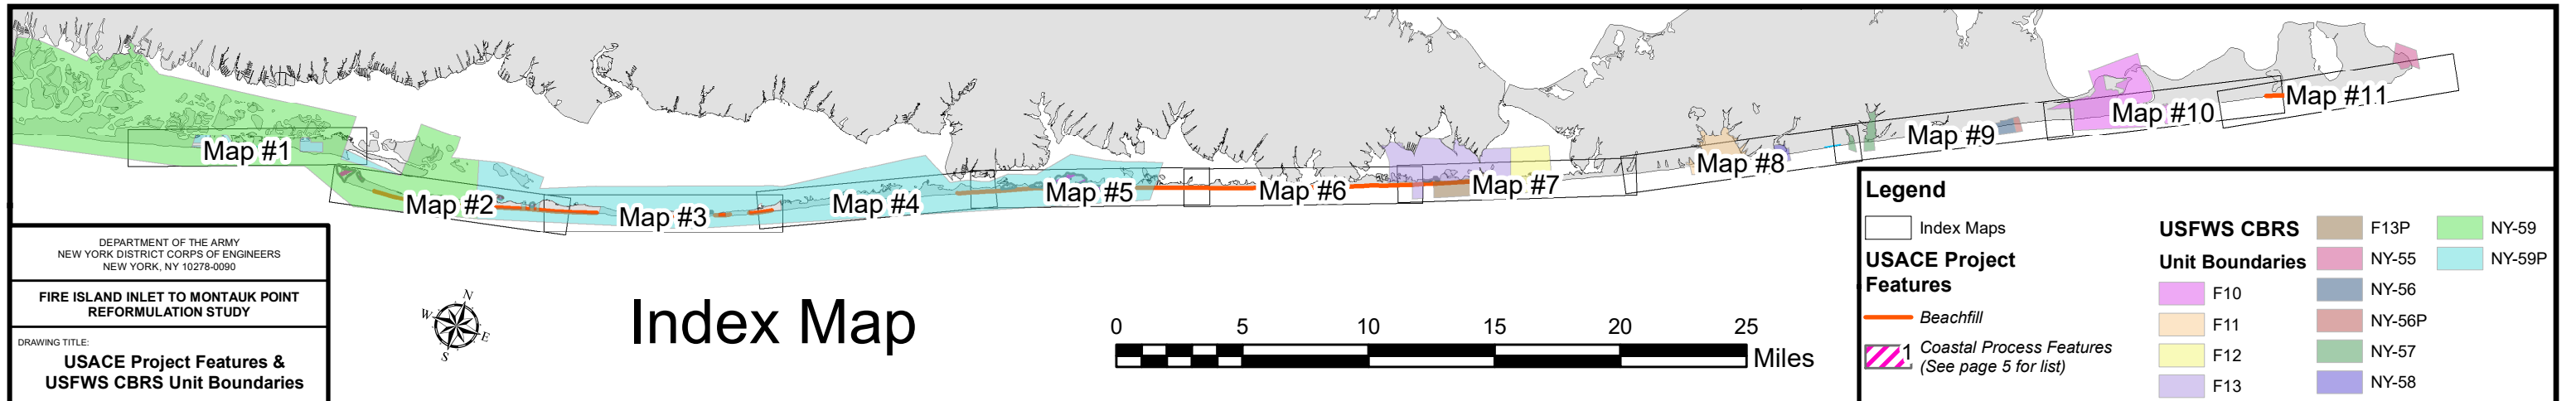 Map #1
Map #2
Map #3
Map #4
Map #5
Map #6
Map #7
Map #8
Map #9
Map #10
Map #11
DEPARTMENT OF THE ARMY
NEW YORK DISTRICT CORPS OF ENGINEERS
NEW YORK, NY 10278-0090
FIRE ISLAND INLET TO MONTAUK POINT
REFORMULATION STUDY
DRAWING TITLE:
USACE Project Features &
USFWS CBRS Unit Boundaries
N
W
E
S
Index Map
0 5 10 15 20 25
Miles
Legend
Index Maps
USACE Project
Features
Beachfill
1 Coastal Process Features
(See page 5 for list)
USFWS CBRS
Unit Boundaries
F10
F11
F12
F13
F13P
NY-55
NY-56
NY-56P
NY-57
NY-58
NY-59
NY-59P